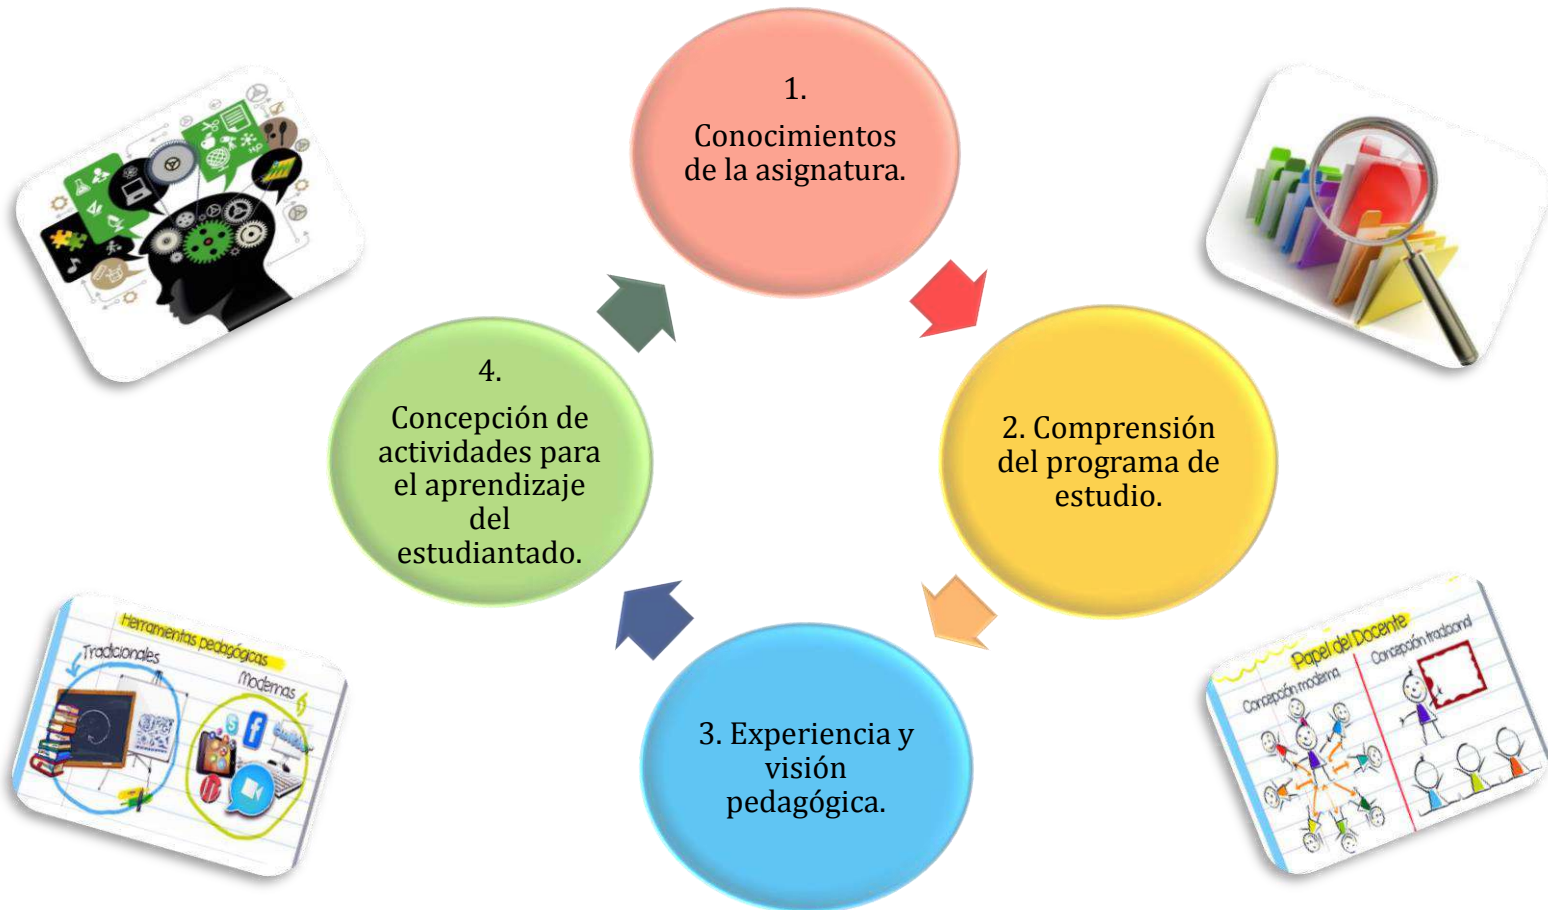 1.
Conocimientos
de la asignatura.
2. Comprensión
del programa de
estudio.
3. Experiencia y
visión
pedagógica.
4.
Concepción de
actividades para
el aprendizaje
del
estudiantado.
H₂O
Herramientas pedagógicas
Tradicionales
Modernas
Papel del Docente
Concepción moderna
Concepción tradicional